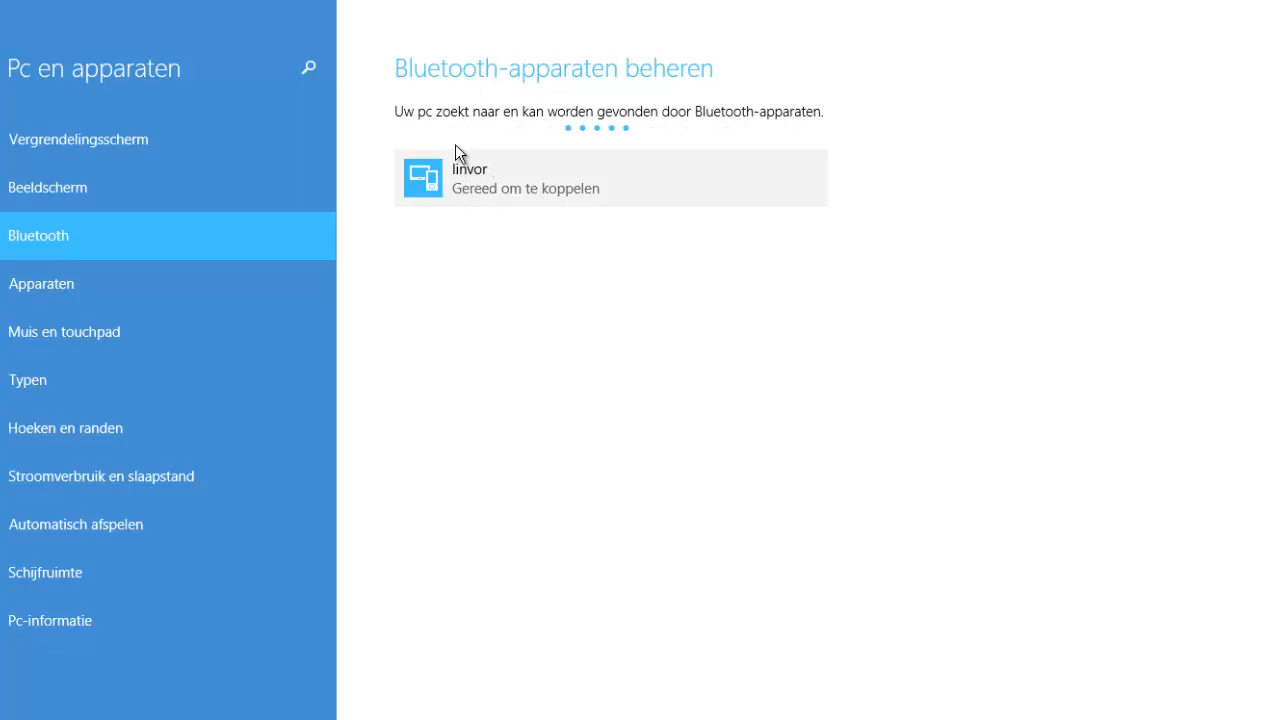 Pc en apparaten
Vergrendelingsscherm
Beeldscherm
Bluetooth
Apparaten
Muis en touchpad
Typen
Hoeken en randen
Stroomverbruik en slaapstand
Automatisch afspelen
Schijfruimte
Pc-informatie
Bluetooth-apparaten beheren
Uw pc zoekt naar en kan worden gevonden door Bluetooth-apparaten.
linvor
Gereed om te koppelen